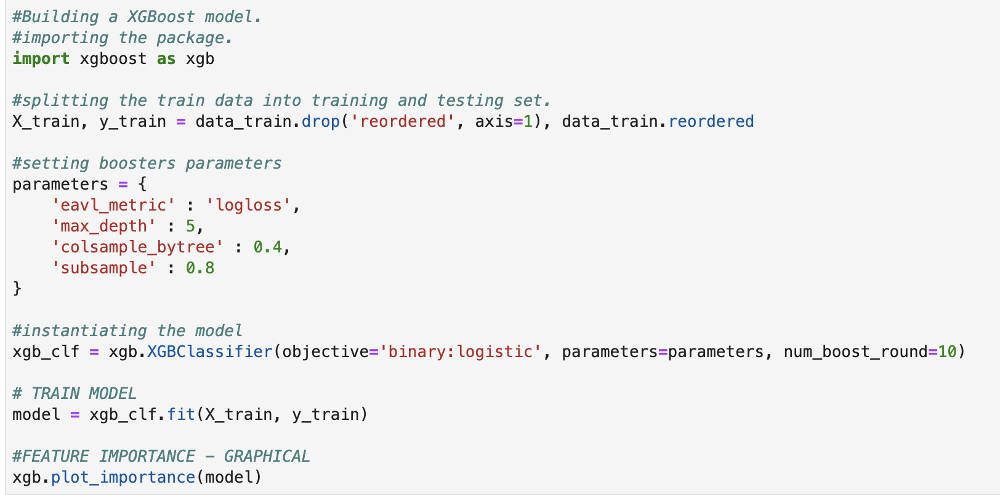 #Building a XGBoost model.
#importing the package.
import xgboost as xgb
#splitting the train data into training and testing set.
X_train, y_train = data_train.drop('reordered', axis=1), data_train.reordered
#setting boosters parameters
parameters = {
    'eavl_metric' : 'logloss',
    'max_depth' : 5,
    'colsample_bytree' : 0.4,
    'subsample' : 0.8
}
#instantiating the model
xgb_clf = xgb.XGBClassifier(objective='binary:logistic', parameters=parameters, num_boost_round=10)
# TRAIN MODEL
model = xgb_clf.fit(X_train, y_train)
#FEATURE IMPORTANCE – GRAPHICAL
xgb.plot_importance(model)